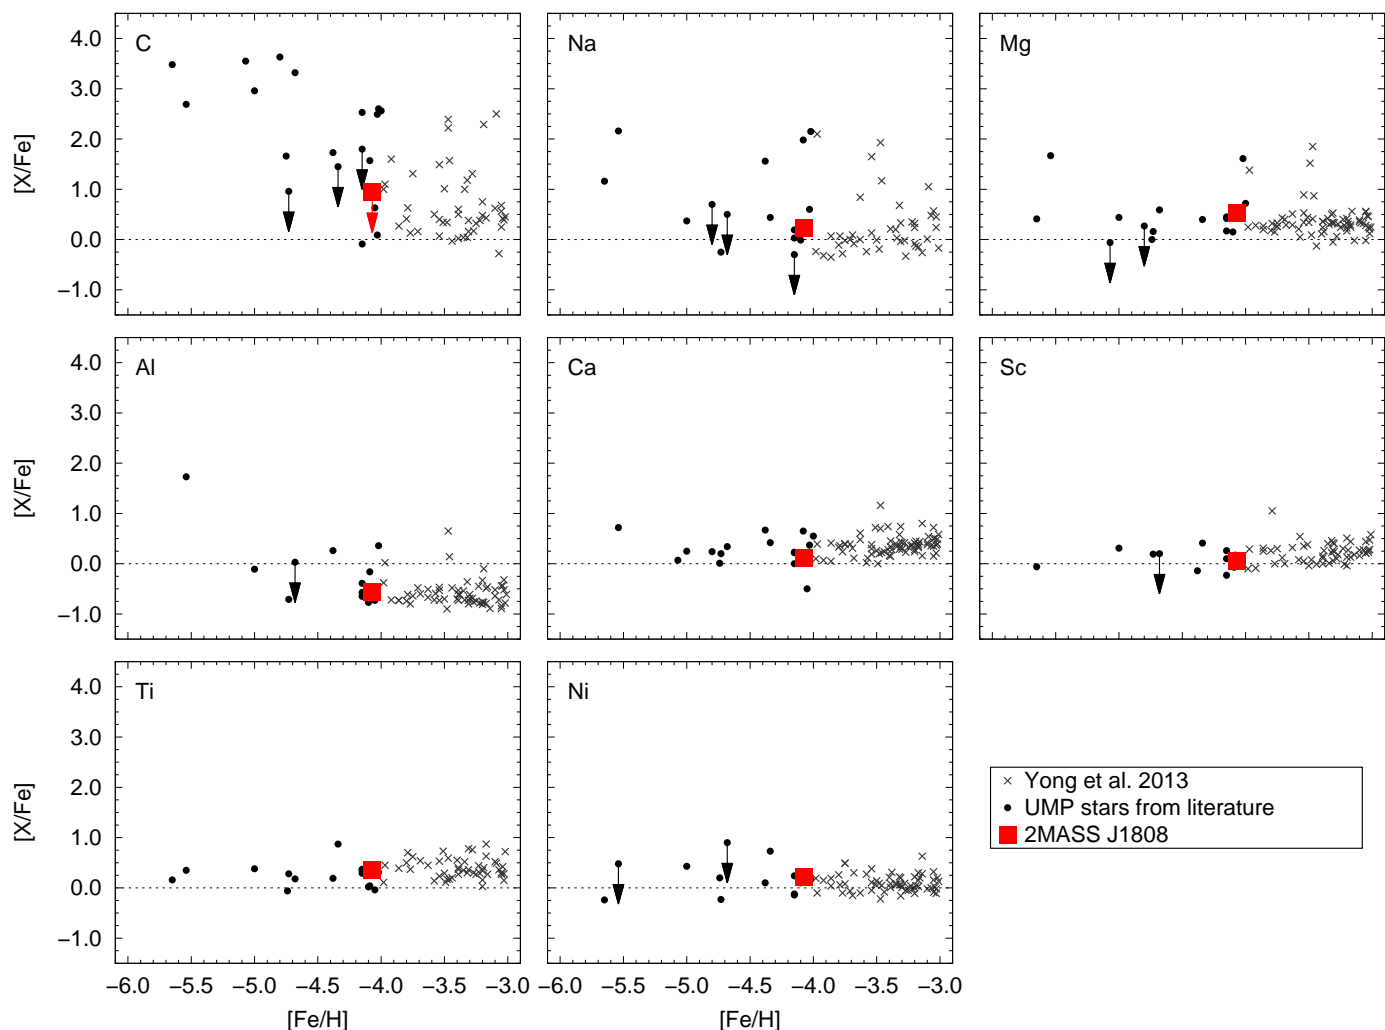 C
Na
Mg
[X/Fe]
4.0
3.0
2.0
1.0
0.0
−1.0
Al
Ca
Sc
[X/Fe]
4.0
3.0
2.0
1.0
0.0
−1.0
Ti
Ni
[X/Fe]
4.0
3.0
2.0
1.0
0.0
−1.0
Yong et al. 2013
UMP stars from literature
2MASS J1808
−6.0 −5.5 −5.0 −4.5 −4.0 −3.5 −3.0
−6.0 −5.5 −5.0 −4.5 −4.0 −3.5 −3.0
[Fe/H]
[Fe/H]